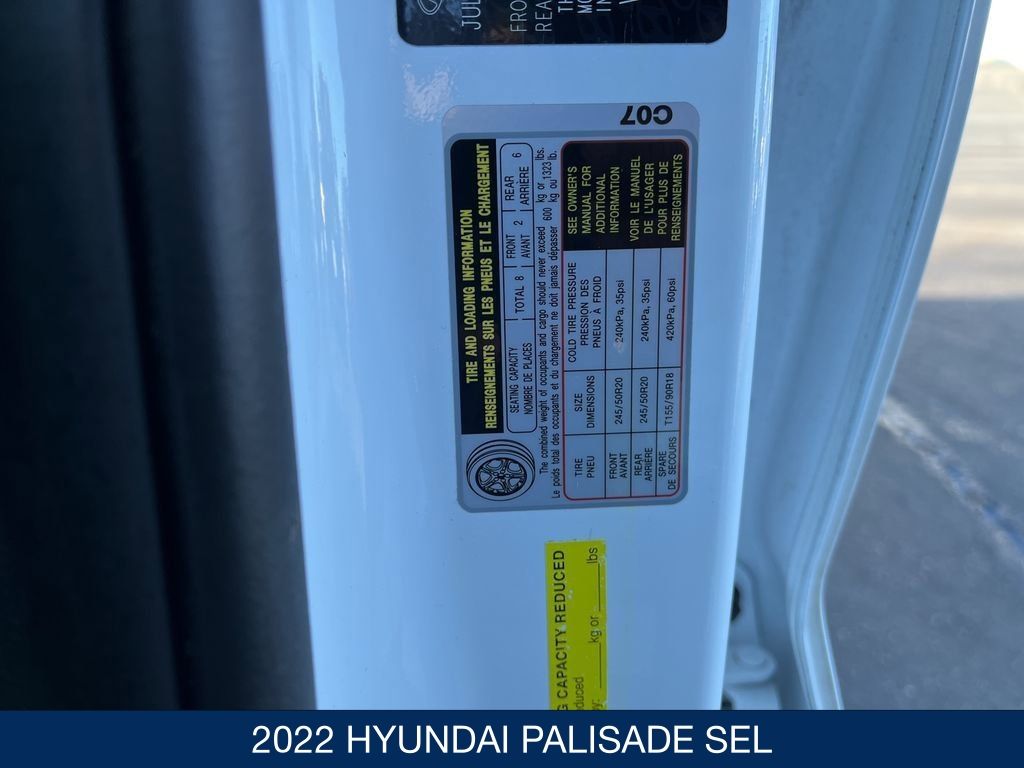 JUL
FRO
REA
C07
TIRE AND LOADING INFORMATION
RENSEIGNEMENTS SUR LES PNEUS ET LE CHARGEMENT
SEATING CAPACITY TOTAL 8 FRONT 2 REAR 6
NOMBRE DE PLACES AVANT ARRIÈRE
The combined weight of occupants and cargo should never exceed 600 kg or 1323 lbs.
Le poids total des occupants et du chargement ne doit jamais dépasser 600 kg ou 1323 lb.
TIRE SIZE COLD TIRE PRESSURE
PNEU DIMENSIONS PRESSION DES
PNEUS À FROID
FRONT 245/50R20 240kPa, 35psi
AVANT
REAR 245/50R20 240kPa, 35psi
ARRIÈRE
SPARE T155/90R18 420kPa, 60psi
DE SECOURS
SEE OWNER'S
MANUAL FOR
ADDITIONAL
INFORMATION
VOIR LE MANUEL
DE L'USAGER
POUR PLUS DE
RENSEIGNEMENTS
G CAPACITY REDUCED
duced
by: kg or lbs
2022 HYUNDAI PALISADE SEL